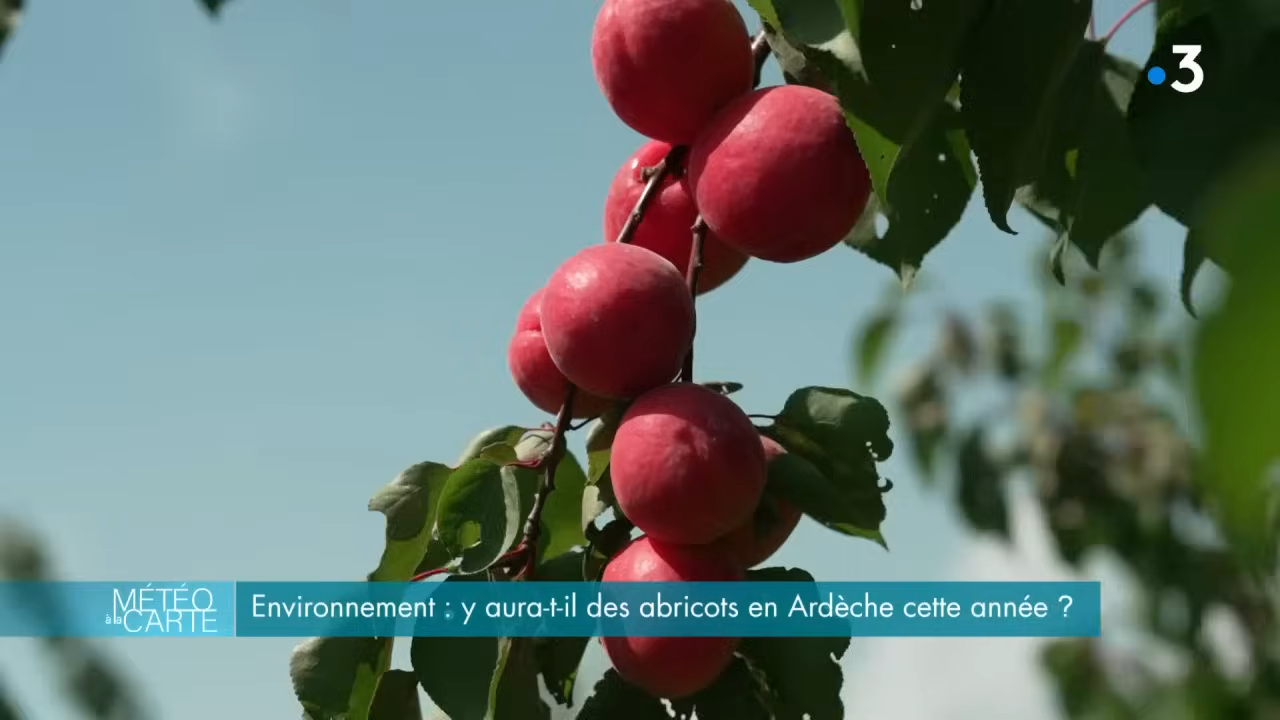 3
MÉTÉO
à la CARTE
Environnement : y aura-t-il des abricots en Ardèche cette année ?